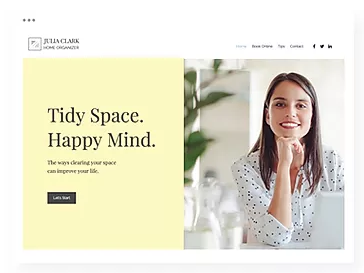 JULIA CLARK
HOME ORGANIZER
Home Book Online Tips Contact
Tidy Space.
Happy Mind.
The ways clearing your space
can improve your life.
Let's Start